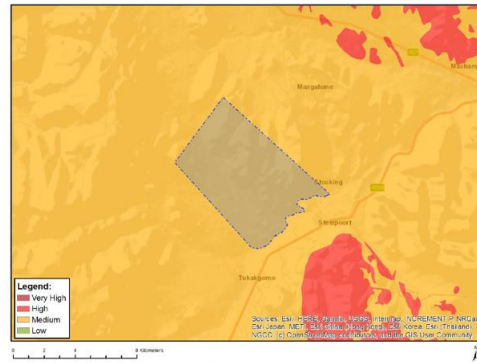 Mangabane
Steelpoort
Tukakgomo
Legend:
Very High
High
Medium
Low
Sources: Esri, HERE, Garmin, USGS, Intermap, INCREMENT P, NRCan,
Esri Japan, METI, Esri China (Hong Kong), Esri Korea, Esri (Thailand),
NGCC, (c) OpenStreetMap contributors, and the GIS User Community
0 2 4 8 Kilometers
N